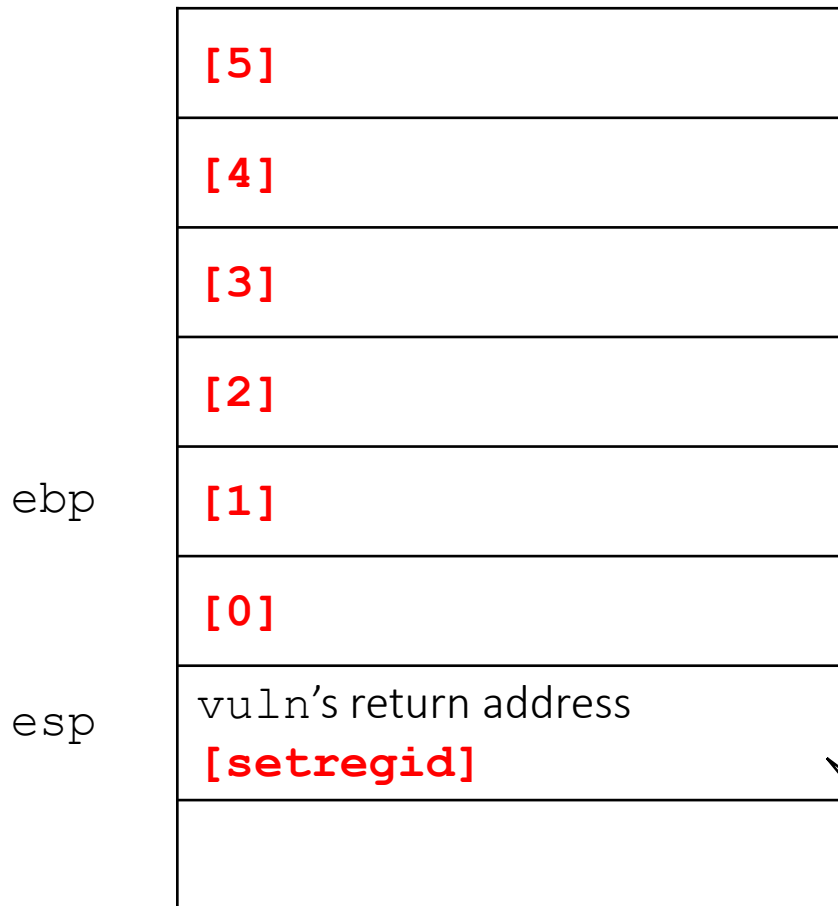 [5]
[4]
[3]
[2]
ebp [1]
[0]
esp vuln’s return address
[setregid]